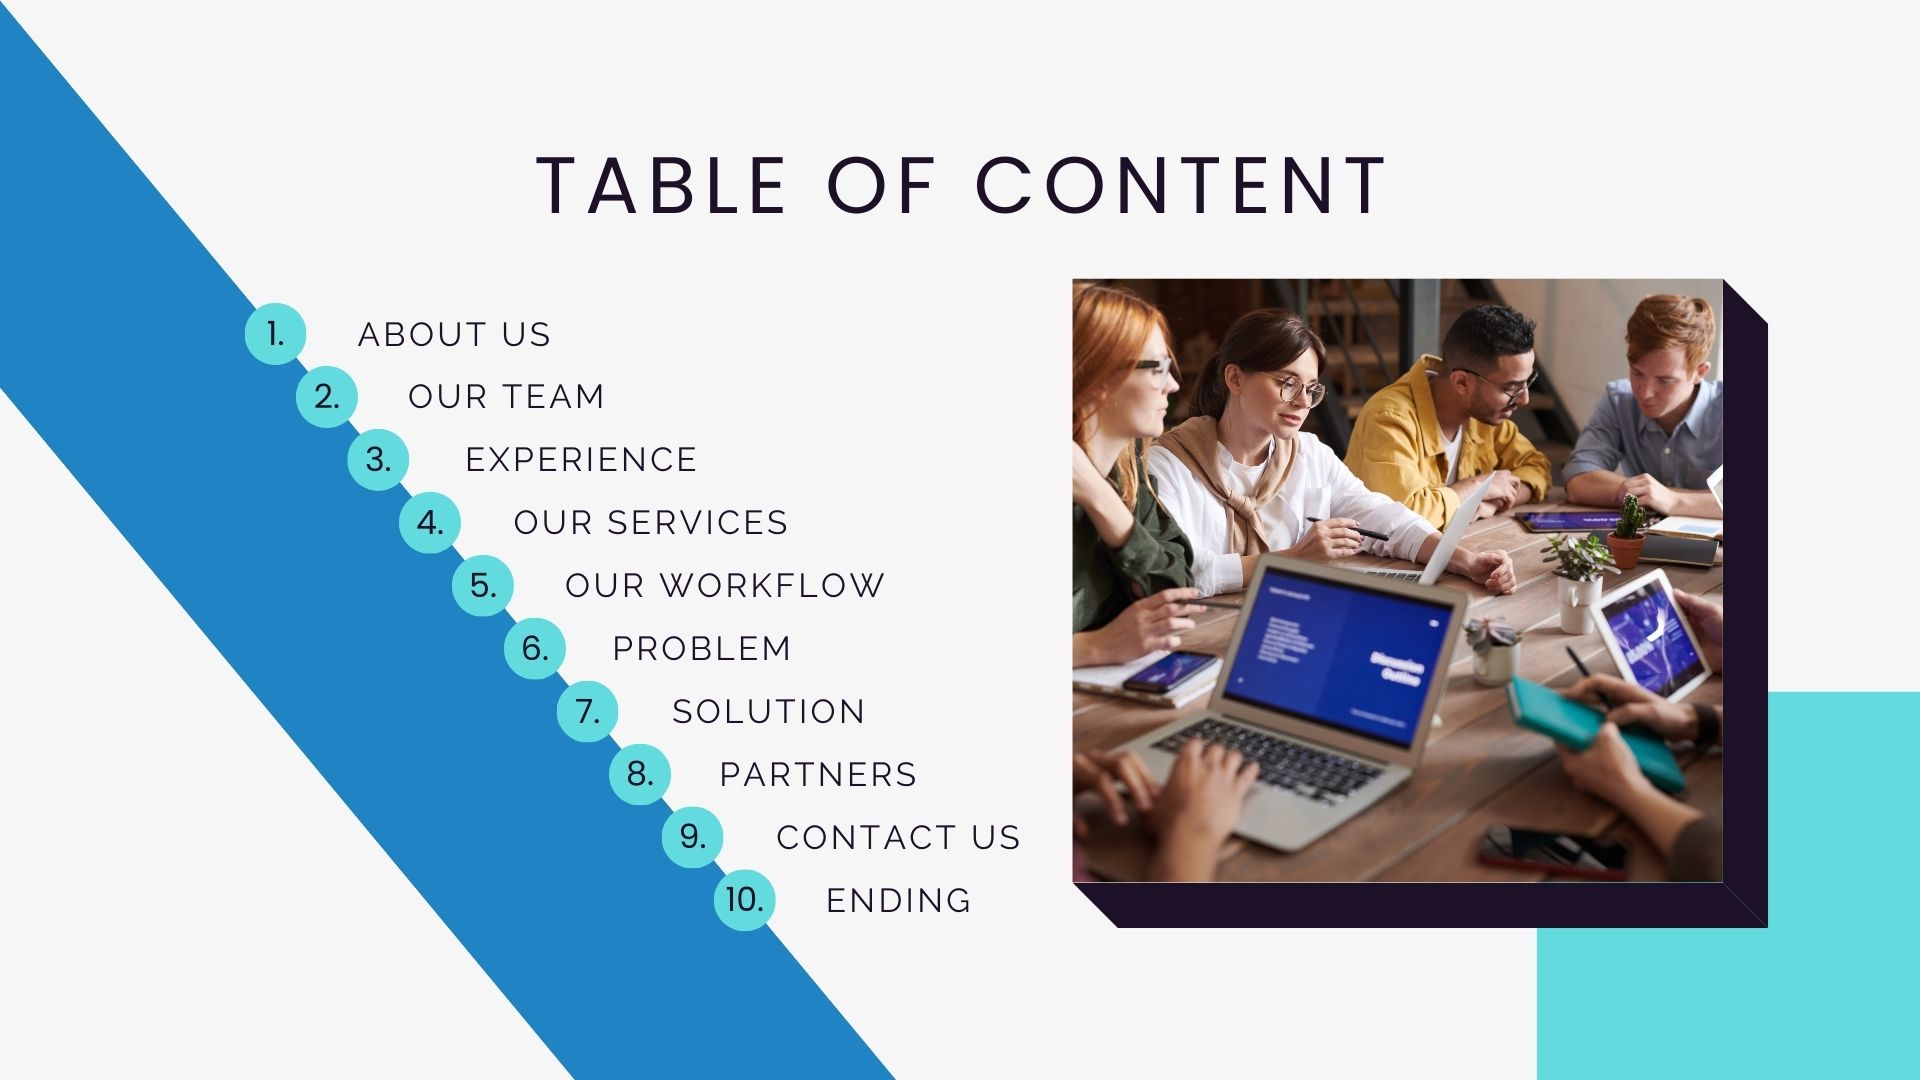 TABLE OF CONTENT
1. ABOUT US
2. OUR TEAM
3. EXPERIENCE
4. OUR SERVICES
5. OUR WORKFLOW
6. PROBLEM
7. SOLUTION
8. PARTNERS
9. CONTACT US
10. ENDING
Discussion
Outline